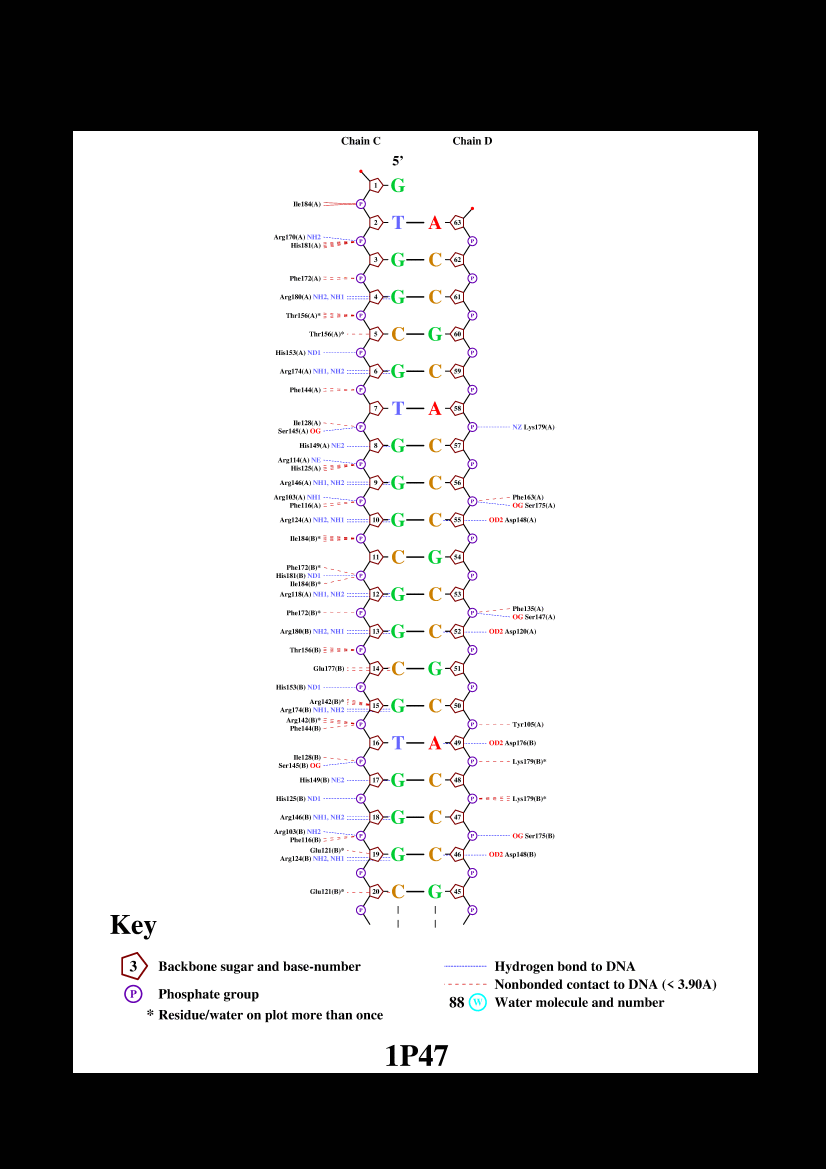 Chain C Chain D
5’
1 G
Ile184(A) P
2 T A 63
Arg170(A) NH2 P P
His181(A)
3 G C 62
Phe172(A) P P
Arg180(A) NH2, NH1 4 G C 61
Thr156(A)* P P
Thr156(A)* 5 C G 60
His153(A) ND1 P P
Arg174(A) NH1, NH2 6 G C 59
Phe144(A) P P
7 T A 58
Ile128(A)
Ser145(A) OG P P NZ Lys179(A)
His149(A) NE2 8 G C 57
Arg114(A) NE P P
His125(A)
Arg146(A) NH1, NH2 9 G C 56
Arg103(A) NH1 P P Phe163(A)
Phe116(A) OG Ser175(A)
Arg124(A) NH2, NH1 10 G C 55 OD2 Asp148(A)
Ile184(B)* P P
11 C G 54
Phe172(B)*
His181(B) ND1 P P
Ile184(B)*
Arg118(A) NH1, NH2 12 G C 53
Phe172(B)* P P Phe135(A)
OG Ser147(A)
Arg180(B) NH2, NH1 13 G C 52 OD2 Asp120(A)
Thr156(B) P P
Glu177(B) 14 C G 51
His153(B) ND1 P P
Arg142(B)* 15 G C 50
Arg174(B) NH1, NH2
Arg142(B)* P P Tyr105(A)
Phe144(B)
16 T A 49 OD2 Asp176(B)
Ile128(B) P P Lys179(B)*
Ser145(B) OG
His149(B) NE2 17 G C 48
His125(B) ND1 P P Lys179(B)*
Arg146(B) NH1, NH2 18 G C 47
Arg103(B) NH2 P P OG Ser175(B)
Phe116(B)
Glu121(B)* 19 G C 46 OD2 Asp148(B)
Arg124(B) NH2, NH1
P P
Glu121(B)* 20 C G 45
P P
Key
3 Backbone sugar and base-number
P Phosphate group
* Residue/water on plot more than once
Hydrogen bond to DNA
Nonbonded contact to DNA (< 3.90A)
88 W Water molecule and number
1P47